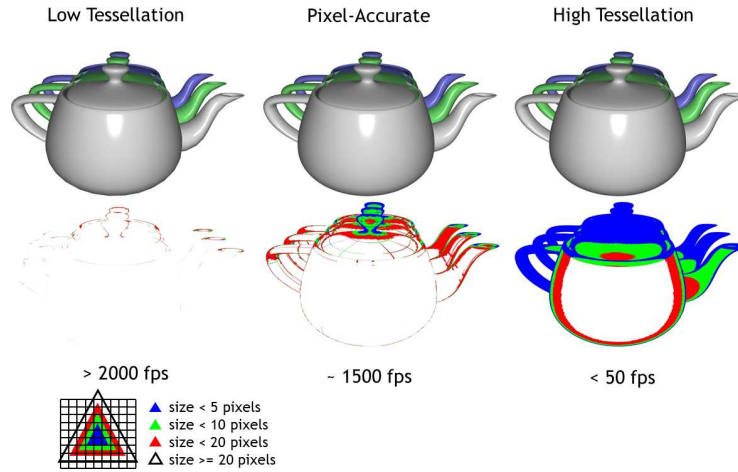 Low Tessellation
Pixel-Accurate
High Tessellation
> 2000 fps
~ 1500 fps
< 50 fps
size < 5 pixels
size < 10 pixels
size < 20 pixels
size >= 20 pixels